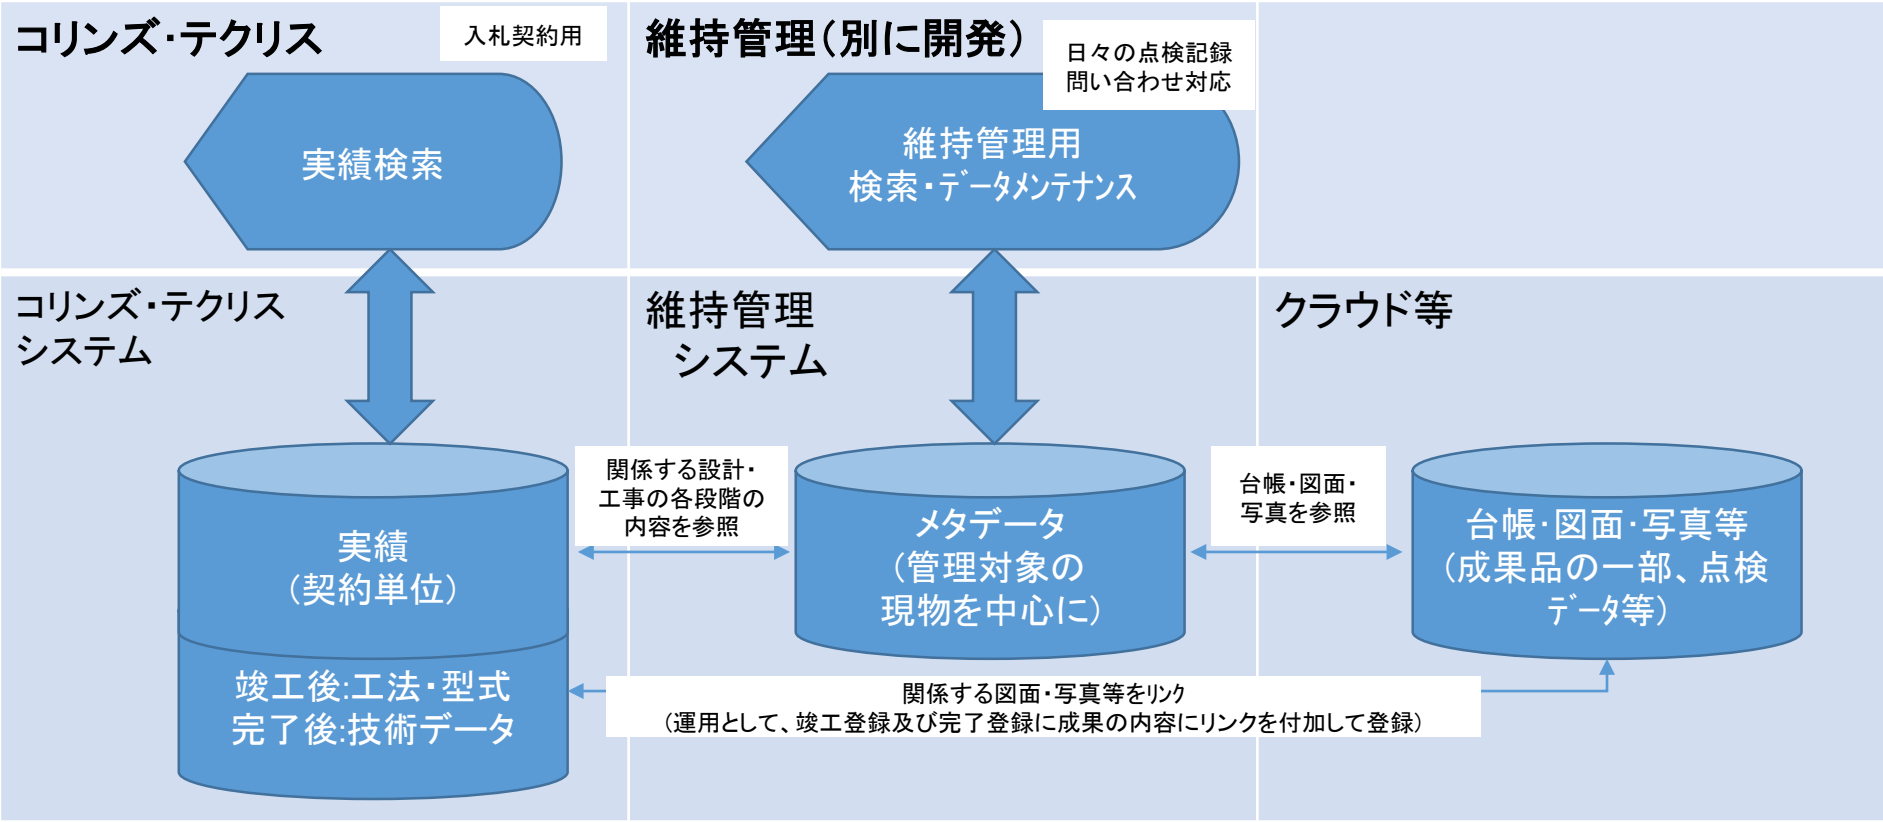 コリンズ・テクリス
入札契約用
維持管理(別に開発)
日々の点検記録
問い合わせ対応
実績検索
維持管理用
検索・データメンテナンス
コリンズ・テクリス
システム
維持管理
システム
クラウド等
関係する設計・
工事の各段階の
内容を参照
台帳・図面・
写真を参照
実績
(契約単位)
メタデータ
(管理対象の
現物を中心に)
台帳・図面・写真等
(成果品の一部、点検
データ等)
竣工後:工法・型式
完了後:技術データ
関係する図面・写真等をリンク
(運用として、竣工登録及び完了登録に成果の内容にリンクを付加して登録)